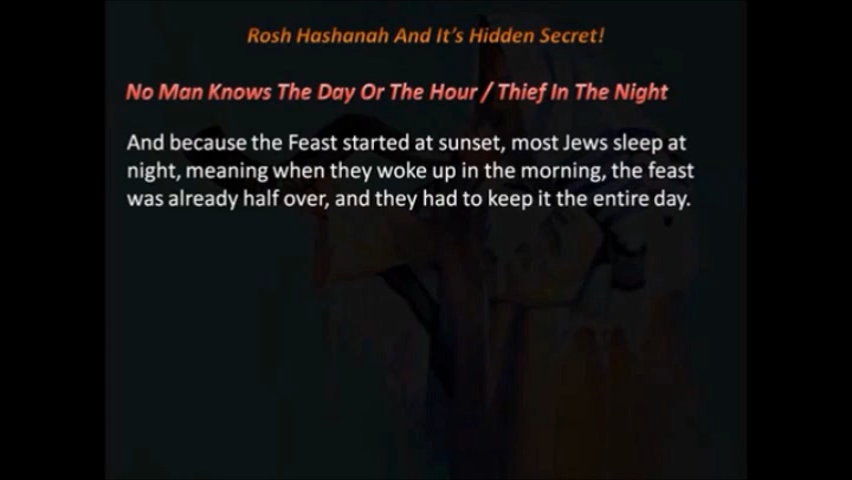 Rosh Hashanah And It's Hidden Secret!
No Man Knows The Day Or The Hour / Thief In The Night
And because the Feast started at sunset, most Jews sleep at
night, meaning when they woke up in the morning, the feast
was already half over, and they had to keep it the entire day.